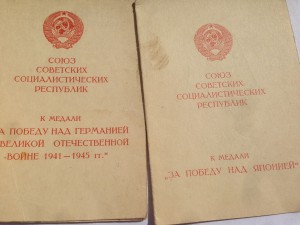 СОЮЗ
СОВЕТСКИХ
СОЦИАЛИСТИЧЕСКИХ
РЕСПУБЛИК
К МЕДАЛИ
ЗА ПОБЕДУ НАД ГЕРМАНИЕЙ
ВЕЛИКОЙ ОТЕЧЕСТВЕННОЙ
ВОЙНЕ 1941—1945 гг."
СОЮЗ
СОВЕТСКИХ
СОЦИАЛИСТИЧЕСКИХ
РЕСПУБЛИК
К МЕДАЛИ
„ЗА ПОБЕДУ НАД ЯПОНИЕЙ"